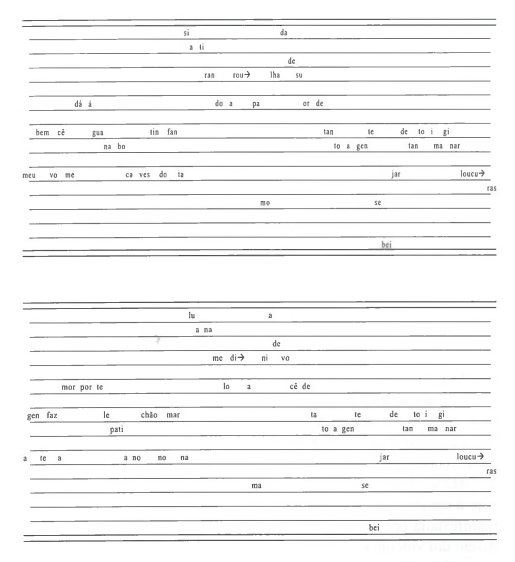 si da
a ti
de
ran rou→ lha su
dá á do a pa or de
bem cê gua tin fan tan te de to i gi
na bo to a gen tan ma nar
meu vo me ca ves do ta jar loucu→
ras
mo se
bei
lu a
a na
de
me di→ ni vo
mor por te lo a cê de
gen faz le chão mar ta te de to i gi
pati to a gen tan ma nar
a te a a no no na jar loucu→
ras
ma se
bei